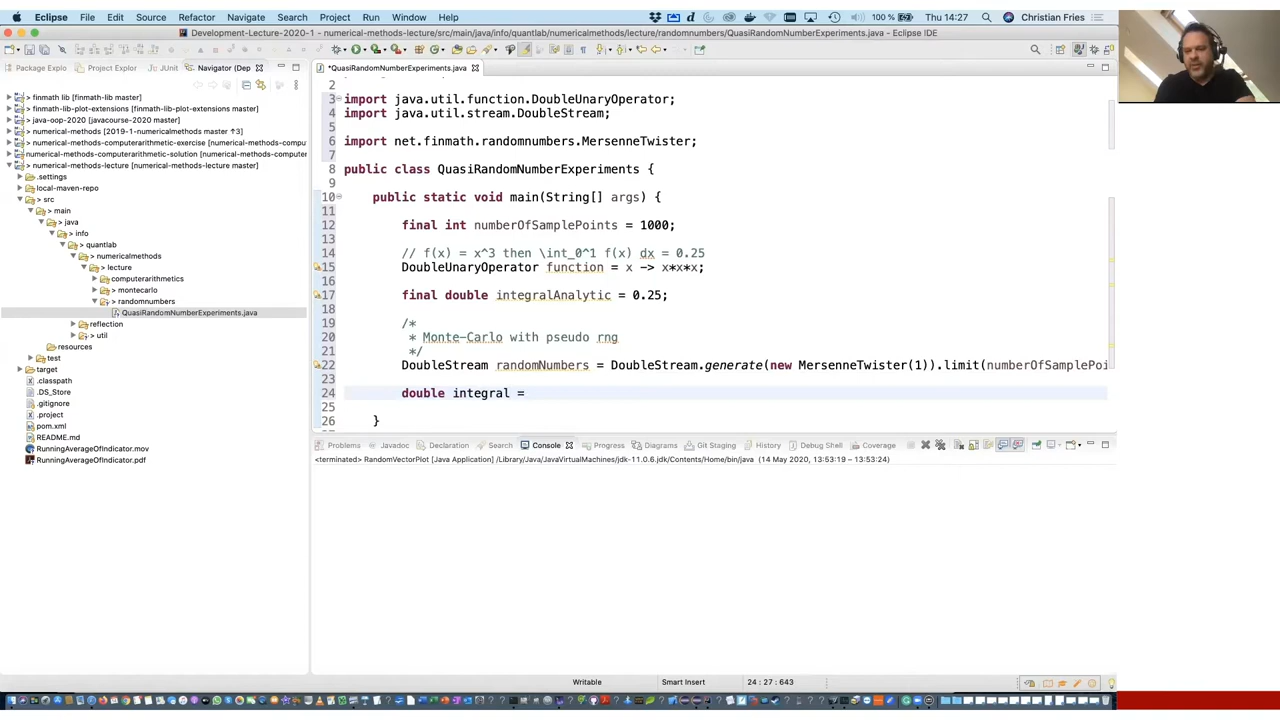 Eclipse File Edit Source Refactor Navigate Search Project Run Window Help 100 % Thu 14:27 Christian Fries
Development-Lecture-2020-1 - numerical-methods-lecture/src/main/java/info/quantlab/numericalmethods/lecture/randomnumbers/QuasiRandomNumberExperiments.java - Eclipse IDE
Package Explo Project Explor JUnit Navigator (Dep
finmath lib [finmath-lib master]
> finmath-lib-plot-extensions [finmath-lib-plot-extensions master]
> java-oop-2020 [javacourse-2020 master]
> numerical-methods [2019-1-numericalmethods master ↑3]
> numerical-methods-computerarithmetic-exercise [numerical-methods-compu
numerical-methods-computerarithmetic-solution [numerical-methods-computer
> numerical-methods-lecture [numerical-methods-lecture master]
.settings
local-maven-repo
> src
> main
> java
> info
> quantlab
> numericalmethods
> lecture
computerarithmetics
> montecarlo
> randomnumbers
QuasiRandomNumberExperiments.java
reflection
> util
resources
> test
target
.classpath
.DS_Store
.gitignore
.project
pom.xml
README.md
RunningAverageOfIndicator.mov
RunningAverageOfIndicator.pdf
*QuasiRandomNumberExperiments.java
2
3 import java.util.function.DoubleUnaryOperator;
4 import java.util.stream.DoubleStream;
5
6 import net.finmath.randomnumbers.MersenneTwister;
7
8 public class QuasiRandomNumberExperiments {
9
10 public static void main(String[] args) {
11
12 final int numberOfSamplePoints = 1000;
13
14 // f(x) = x^3 then \int_0^1 f(x) dx = 0.25
15 DoubleUnaryOperator function = x -> x*x*x;
16
17 final double integralAnalytic = 0.25;
18
19 /*
20 * Monte-Carlo with pseudo rng
21 */
22 DoubleStream randomNumbers = DoubleStream.generate(new MersenneTwister(1)).limit(numberOfSamplePoi
23
24 double integral =
25
26 }
Problems Javadoc Declaration Search Console Progress Diagrams Git Staging History Debug Shell Coverage
<terminated> RandomVectorPlot [Java Application] /Library/Java/JavaVirtualMachines/jdk-11.0.6.jdk/Contents/Home/bin/java (14 May 2020, 13:53:19 – 13:53:24)
Writable Smart Insert 24 : 27 : 643